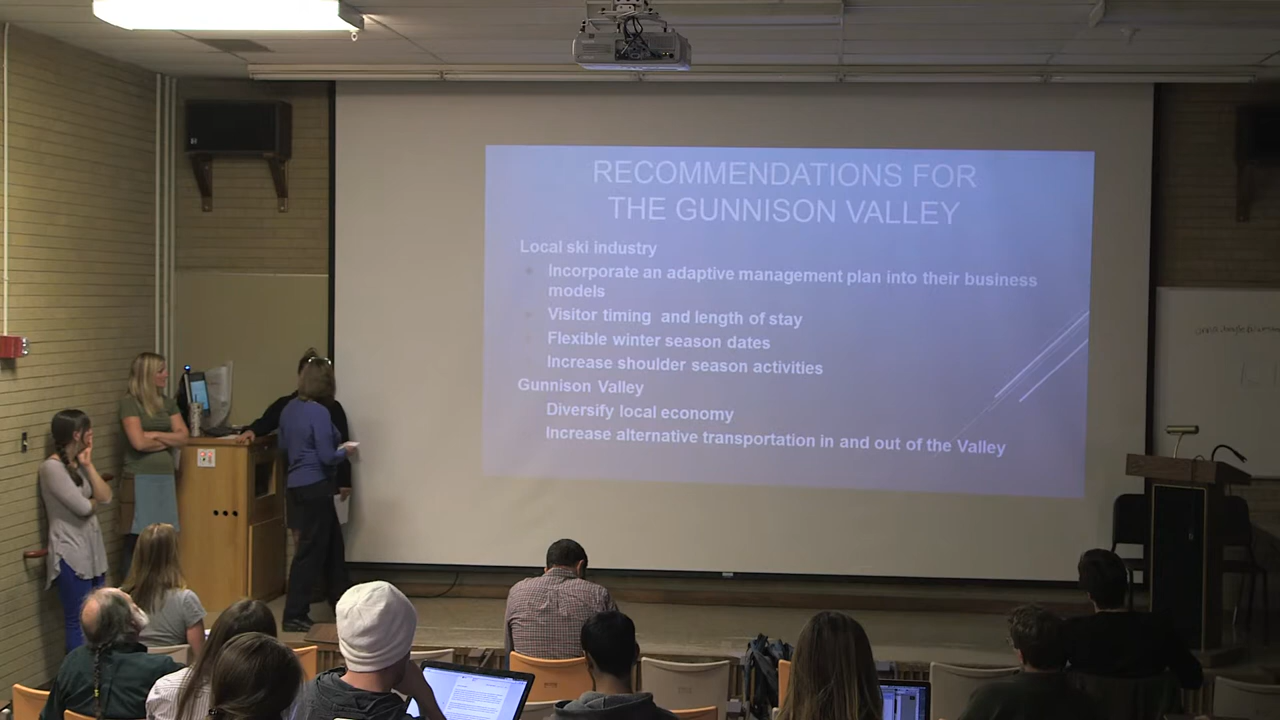 RECOMMENDATIONS FOR
THE GUNNISON VALLEY
Local ski industry
Incorporate an adaptive management plan into their business
models
Visitor timing and length of stay
Flexible winter season dates
Increase shoulder season activities
Gunnison Valley
Diversify local economy
Increase alternative transportation in and out of the Valley